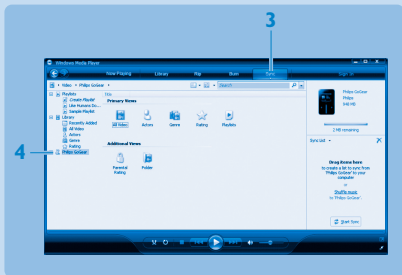 3
Windows Media Player
Now Playing Library Rip Burn Sync Sign In
Video Philips GoGear Search
Playlists
Create Playlist
Sample Playlist
Library
Recently Added
All Video
Actors
Genre
Rating
4 Philips GoGear
Title
Primary Views
All Video Actors Genre Rating Playlists
Additional Views
Parental Rating Folder
Philips GoGear
Philips
2 MB remaining
Sync List
Drag items here
to create a list to sync from
'Philips GoGear' to your
computer
or
Shuffle music
to 'Philips GoGear'.
Start Sync